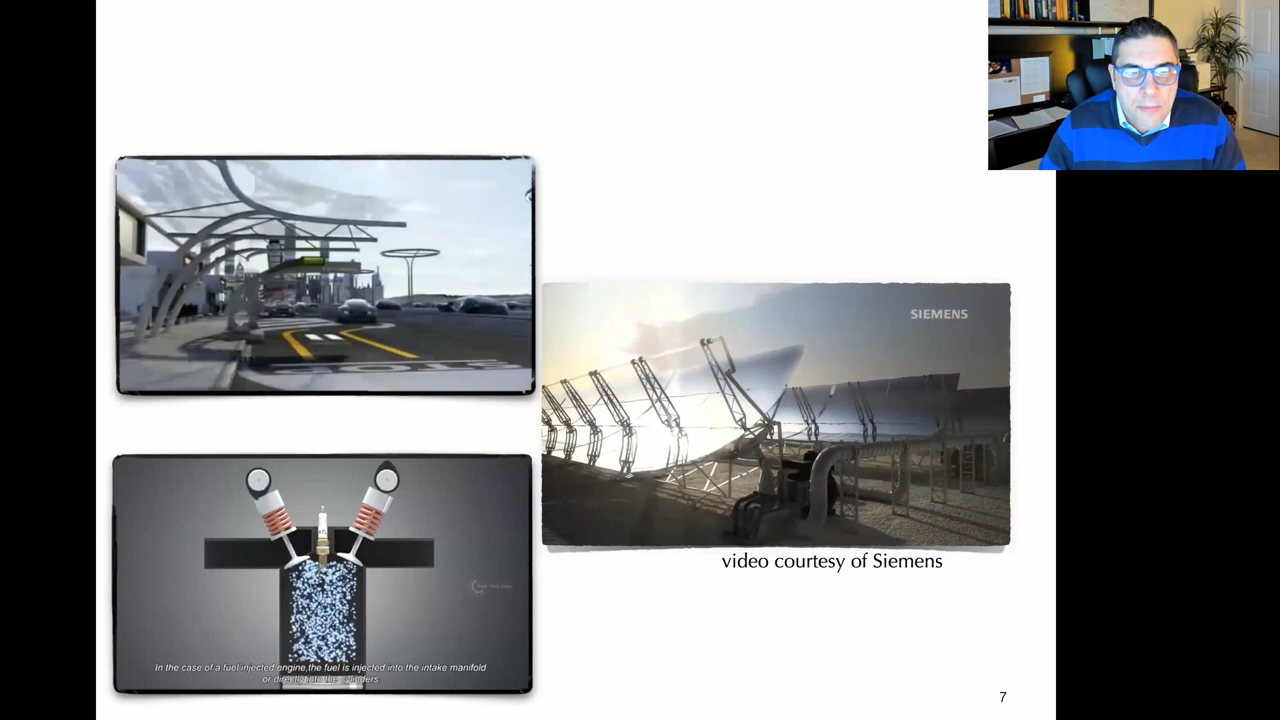 SIEMENS
video courtesy of Siemens
In the case of a fuel injected engine,the fuel is injected into the intake manifold
or directly into the cylinders
7